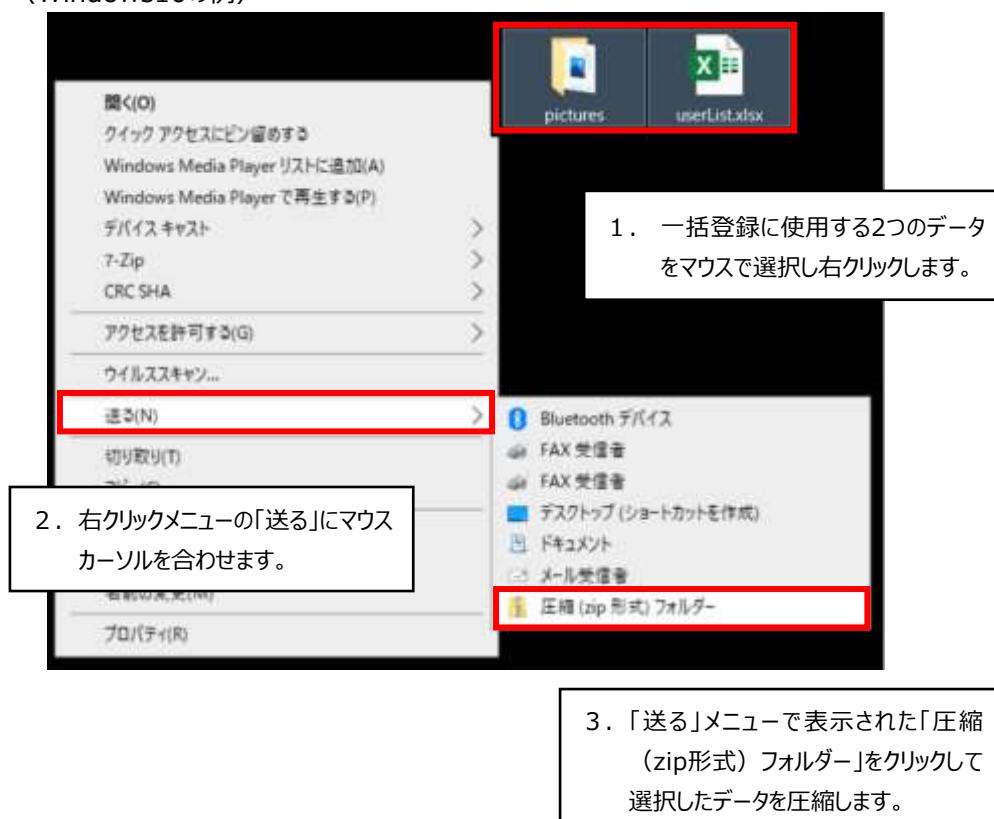 pictures
userList.xlsx
開く(O)
クイック アクセスにピン留めする
Windows Media Player リストに追加(A)
Windows Media Player で再生する(P)
デバイス キャスト
7-Zip
CRC SHA
アクセスを許可する(G)
ウイルススキャン...
送る(N)
切り取り(T)
プロパティ(R)
Bluetooth デバイス
FAX 受信者
FAX 受信者
デスクトップ (ショートカットを作成)
ドキュメント
メール受信者
圧縮 (zip 形式) フォルダー
1. 一括登録に使用する2つのデータ
をマウスで選択し右クリックします。
2. 右クリックメニューの「送る」にマウス
カーソルを合わせます。
3.「送る」メニューで表示された「圧縮
(zip形式) フォルダー」をクリックして
選択したデータを圧縮します。